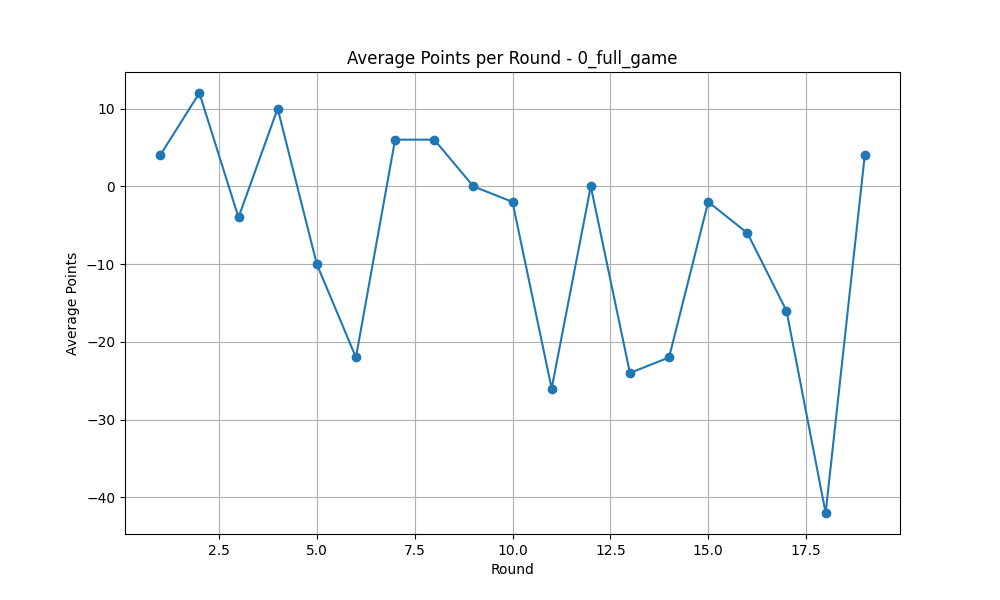 Average Points per Round - 0_full_game
Average Points
10
0
−10
−20
−30
−40
2.5 5.0 7.5 10.0 12.5 15.0 17.5
Round